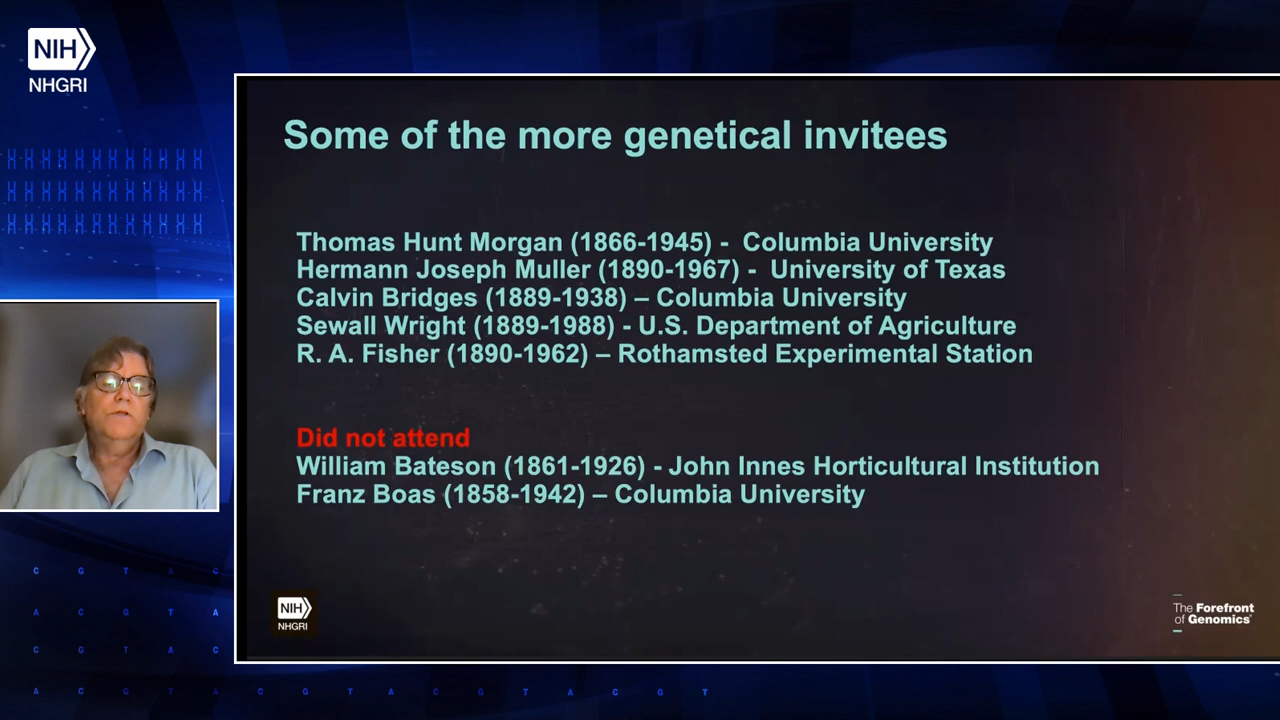 NIH
NHGRI
Some of the more genetical invitees
Thomas Hunt Morgan (1866-1945) - Columbia University
Hermann Joseph Muller (1890-1967) - University of Texas
Calvin Bridges (1889-1938) – Columbia University
Sewall Wright (1889-1988) - U.S. Department of Agriculture
R. A. Fisher (1890-1962) – Rothamsted Experimental Station
Did not attend
William Bateson (1861-1926) - John Innes Horticultural Institution
Franz Boas (1858-1942) – Columbia University
NIH
NHGRI
The Forefront
of Genomics®
C G T A C
A C G T A
C G T A C
A C G T A C G T A C G T A C G T